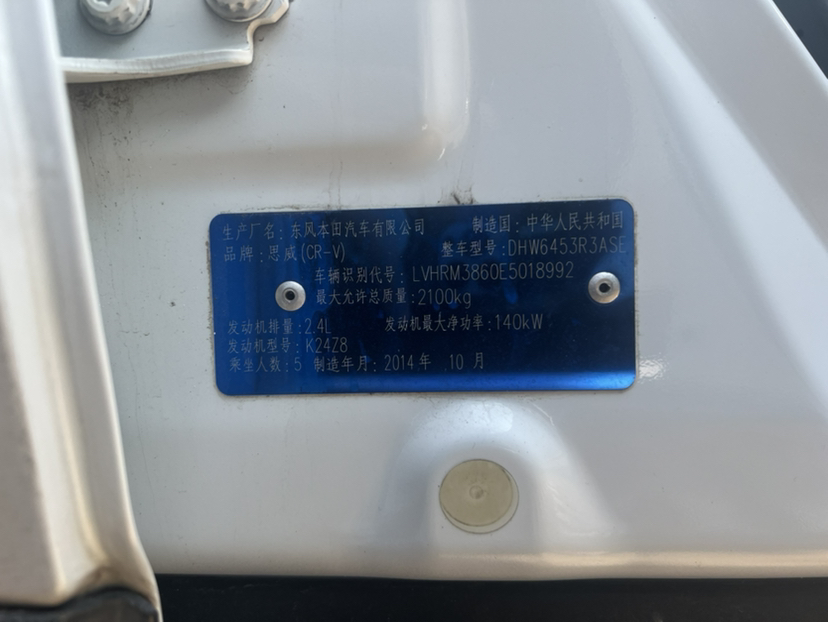 生产厂名：东风本田汽车有限公司 制造国：中华人民共和国
品牌：思威(CR-V) 整车型号：DHW6453R3ASE
车辆识别代号：LVHRM3860E5018992
最大允许总质量：2100kg
发动机排量：2.4L 发动机最大净功率：140kW
发动机型号：K24Z8
乘坐人数：5 制造年月：2014年 10月